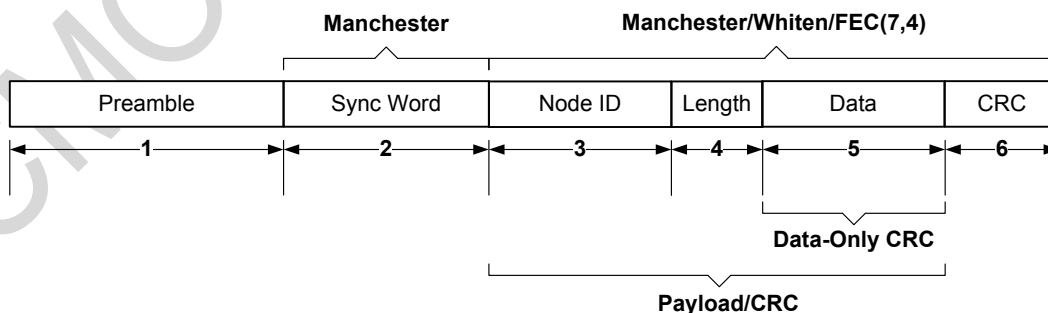 Manchester
Manchester/Whiten/FEC(7,4)
Preamble
Sync Word
Node ID
Length
Data
CRC
1
2
3
4
5
6
Data-Only CRC
Payload/CRC
CMO